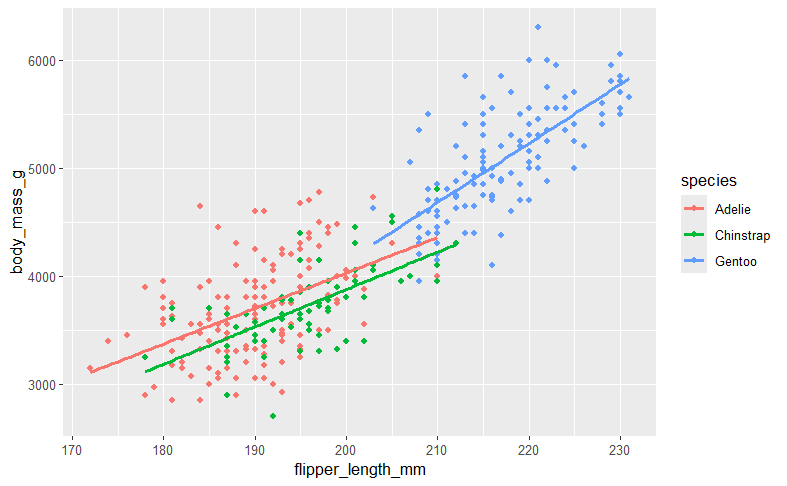 6000
5000
4000
3000
body_mass_g
170
180
190
200
210
220
230
flipper_length_mm
species
Adelie
Chinstrap
Gentoo